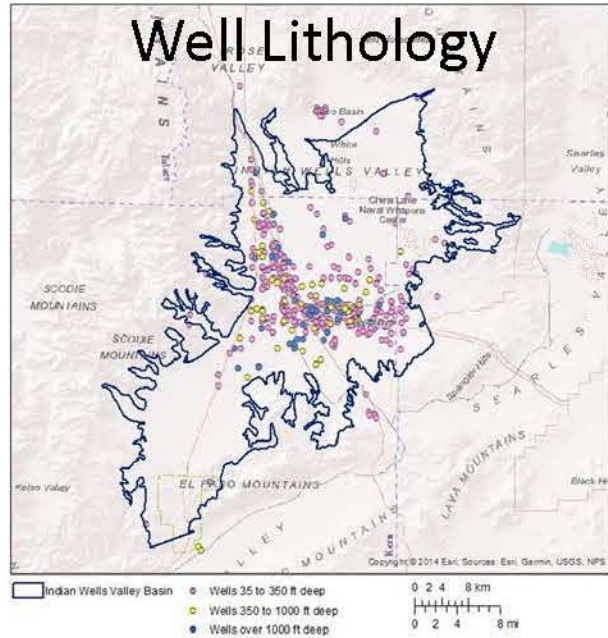 Well Lithology
ROSE
VALLEY
Coso Basin
White
Hills
INDIAN WELLS VALLEY
China Lake
Naval Weapons
Center
Searles
Valley
SCODIE
MOUNTAINS
SCODIE
MOUNTAINS
Spangler Hills
SEARLES
Kelso Valley
EL PASO MOUNTAINS
LAVA MOUNTAINS
Black H
Kern
Copyright © 2014 Esri; Sources: Esri, Garmin, USGS, NPS
Indian Wells Valley Basin
Wells 35 to 350 ft deep
Wells 350 to 1000 ft deep
Wells over 1000 ft deep
0 2 4 8 km
0 2 4 8 mi